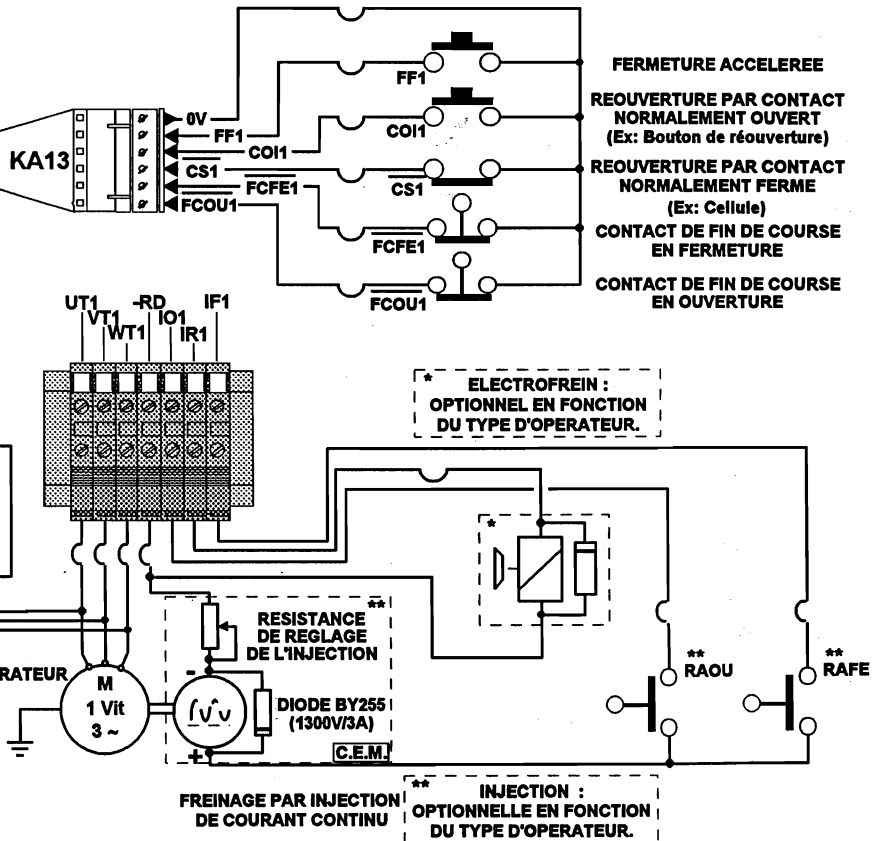 FF1
FERMETURE ACCELEREE
KA13
0V
FF1
COI1
CS1
FCFE1
FCOU1
COI1
REOUVERTURE PAR CONTACT
NORMALEMENT OUVERT
(Ex: Bouton de réouverture)
CS1
REOUVERTURE PAR CONTACT
NORMALEMENT FERME
(Ex: Cellule)
FCFE1
CONTACT DE FIN DE COURSE
EN FERMETURE
FCOU1
CONTACT DE FIN DE COURSE
EN OUVERTURE
UT1
VT1
WT1
-RD
IO1
IR1
IF1
* ELECTROFREIN :
OPTIONNEL EN FONCTION
DU TYPE D'OPERATEUR.
*
**
RESISTANCE
DE REGLAGE
DE L'INJECTION
RATEUR
M
1 Vit
3 ~
-
+
DIODE BY255
(1300V/3A)
C.E.M.
**
RAOU
**
RAFE
FREINAGE PAR INJECTION
DE COURANT CONTINU
** INJECTION :
OPTIONNELLE EN FONCTION
DU TYPE D'OPERATEUR.